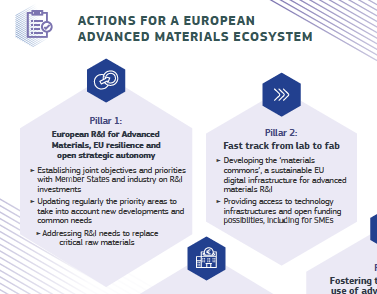 ACTIONS FOR A EUROPEAN
ADVANCED MATERIALS ECOSYSTEM
Pillar 1:
European R&I for Advanced
Materials, EU resilience and
open strategic autonomy
➤ Establishing joint objectives and priorities
with Member States and industry on R&I
investments
➤ Updating regularly the priority areas to
take into account new developments and
common needs
➤ Addressing R&I needs to replace
critical raw materials
Pillar 2:
Fast track from lab to fab
➤ Developing the 'materials
commons', a sustainable EU
digital infrastructure for advanced
materials R&I
➤ Providing access to technology
infrastructures and open funding
possibilities, including for SMEs
Fostering
use of